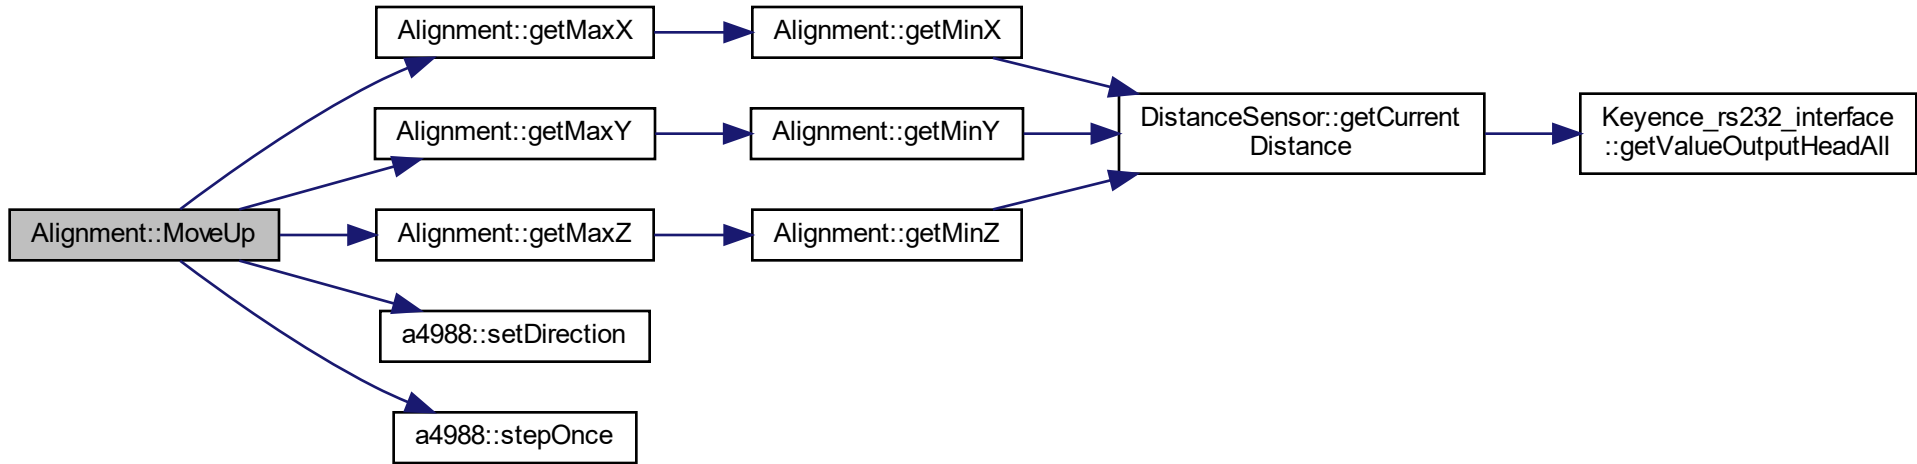 Alignment::getMaxX
Alignment::getMinX
Alignment::getMaxY
Alignment::getMinY
DistanceSensor::getCurrent
Distance
Keyence_rs232_interface
::getValueOutputHeadAll
Alignment::MoveUp
Alignment::getMaxZ
Alignment::getMinZ
a4988::setDirection
a4988::stepOnce